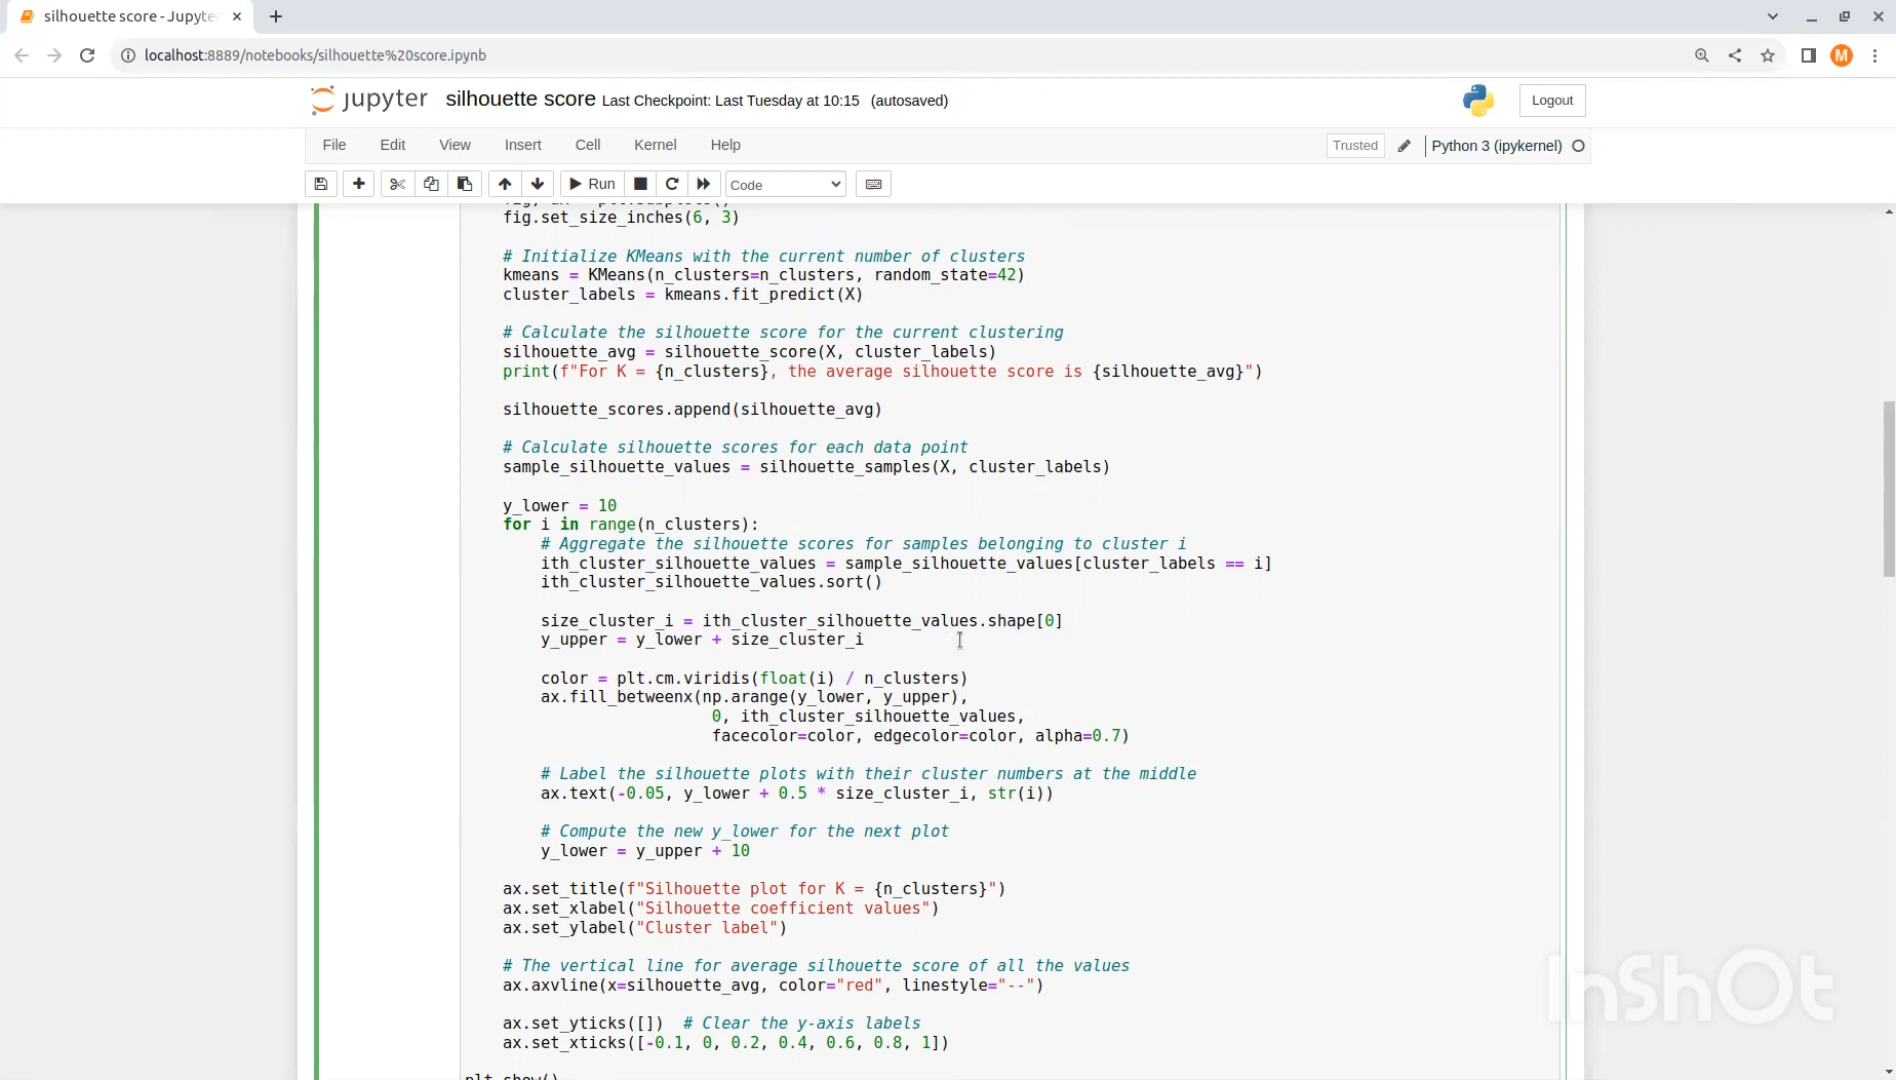 silhouette score - Jupyte
localhost:8889/notebooks/silhouette%20score.ipynb
M
jupyter silhouette score Last Checkpoint: Last Tuesday at 10:15 (autosaved)
Logout
File Edit View Insert Cell Kernel Help
Trusted Python 3 (ipykernel)
Run Code
fig.set_size_inches(6, 3)
# Initialize KMeans with the current number of clusters
kmeans = KMeans(n_clusters=n_clusters, random_state=42)
cluster_labels = kmeans.fit_predict(X)
# Calculate the silhouette score for the current clustering
silhouette_avg = silhouette_score(X, cluster_labels)
print(f"For K = {n_clusters}, the average silhouette score is {silhouette_avg}")
silhouette_scores.append(silhouette_avg)
# Calculate silhouette scores for each data point
sample_silhouette_values = silhouette_samples(X, cluster_labels)
y_lower = 10
for i in range(n_clusters):
# Aggregate the silhouette scores for samples belonging to cluster i
ith_cluster_silhouette_values = sample_silhouette_values[cluster_labels == i]
ith_cluster_silhouette_values.sort()
size_cluster_i = ith_cluster_silhouette_values.shape[0]
y_upper = y_lower + size_cluster_i
color = plt.cm.viridis(float(i) / n_clusters)
ax.fill_betweenx(np.arange(y_lower, y_upper),
0, ith_cluster_silhouette_values,
facecolor=color, edgecolor=color, alpha=0.7)
# Label the silhouette plots with their cluster numbers at the middle
ax.text(-0.05, y_lower + 0.5 * size_cluster_i, str(i))
# Compute the new y_lower for the next plot
y_lower = y_upper + 10
ax.set_title(f"Silhouette plot for K = {n_clusters}")
ax.set_xlabel("Silhouette coefficient values")
ax.set_ylabel("Cluster label")
# The vertical line for average silhouette score of all the values
ax.axvline(x=silhouette_avg, color="red", linestyle="--")
ax.set_yticks([]) # Clear the y-axis labels
ax.set_xticks([-0.1, 0, 0.2, 0.4, 0.6, 0.8, 1])
plt.show()
InShOt